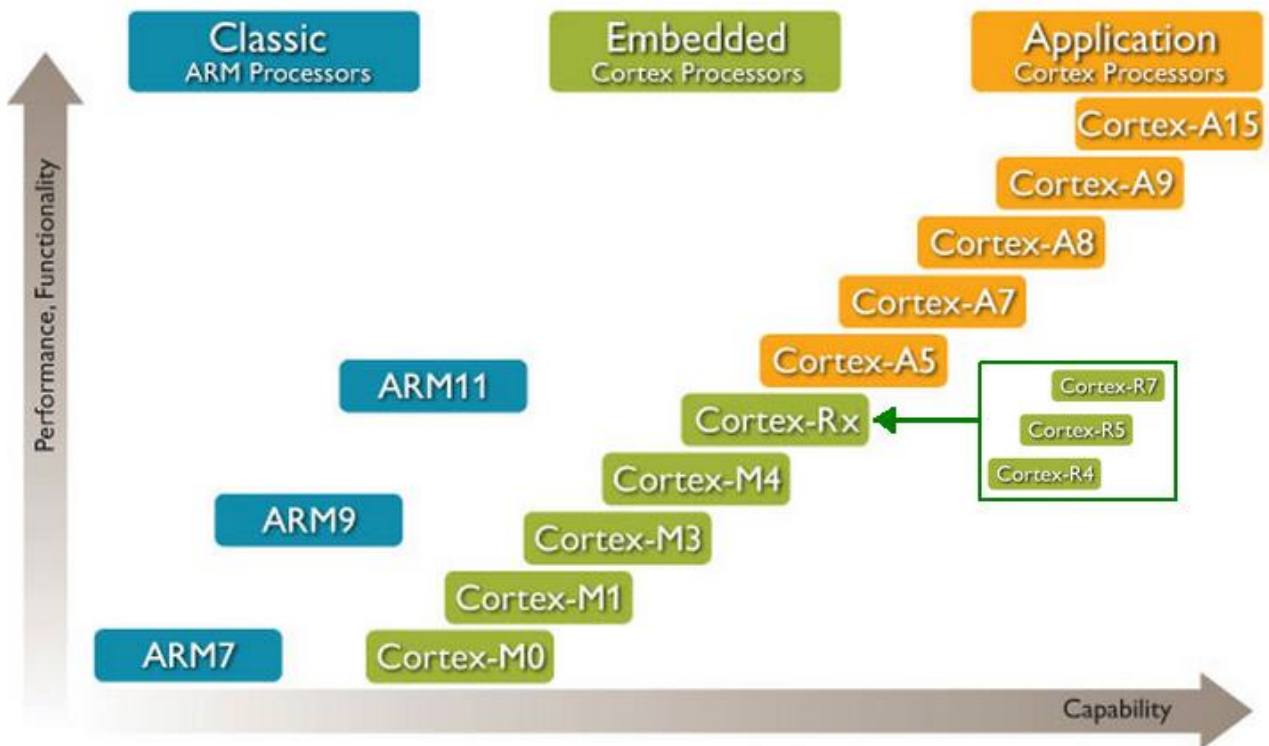 Classic
ARM Processors
Embedded
Cortex Processors
Application
Cortex Processors
Cortex-A15
Cortex-A9
Cortex-A8
Cortex-A7
Cortex-A5
ARM11
Cortex-R7
Cortex-Rx
Cortex-R5
Cortex-R4
Cortex-M4
ARM9
Cortex-M3
Cortex-M1
ARM7
Cortex-M0
Performance, Functionality
Capability